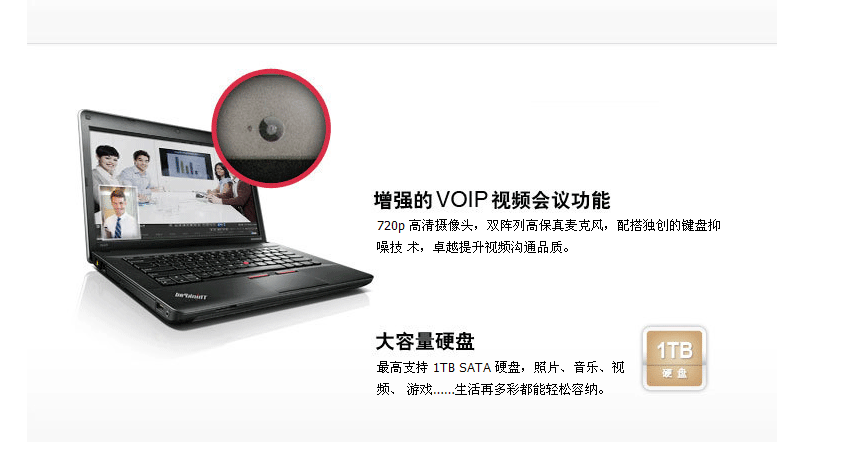 增强的VOIP视频会议功能
720p 高清摄像头，双阵列高保真麦克风，配搭独创的键盘抑
噪技 术，卓越提升视频沟通品质。
ThinkPad
大容量硬盘
最高支持 1TB SATA 硬盘，照片、音乐、视
频、 游戏......生活再多彩都能轻松容纳。
1TB
硬盘